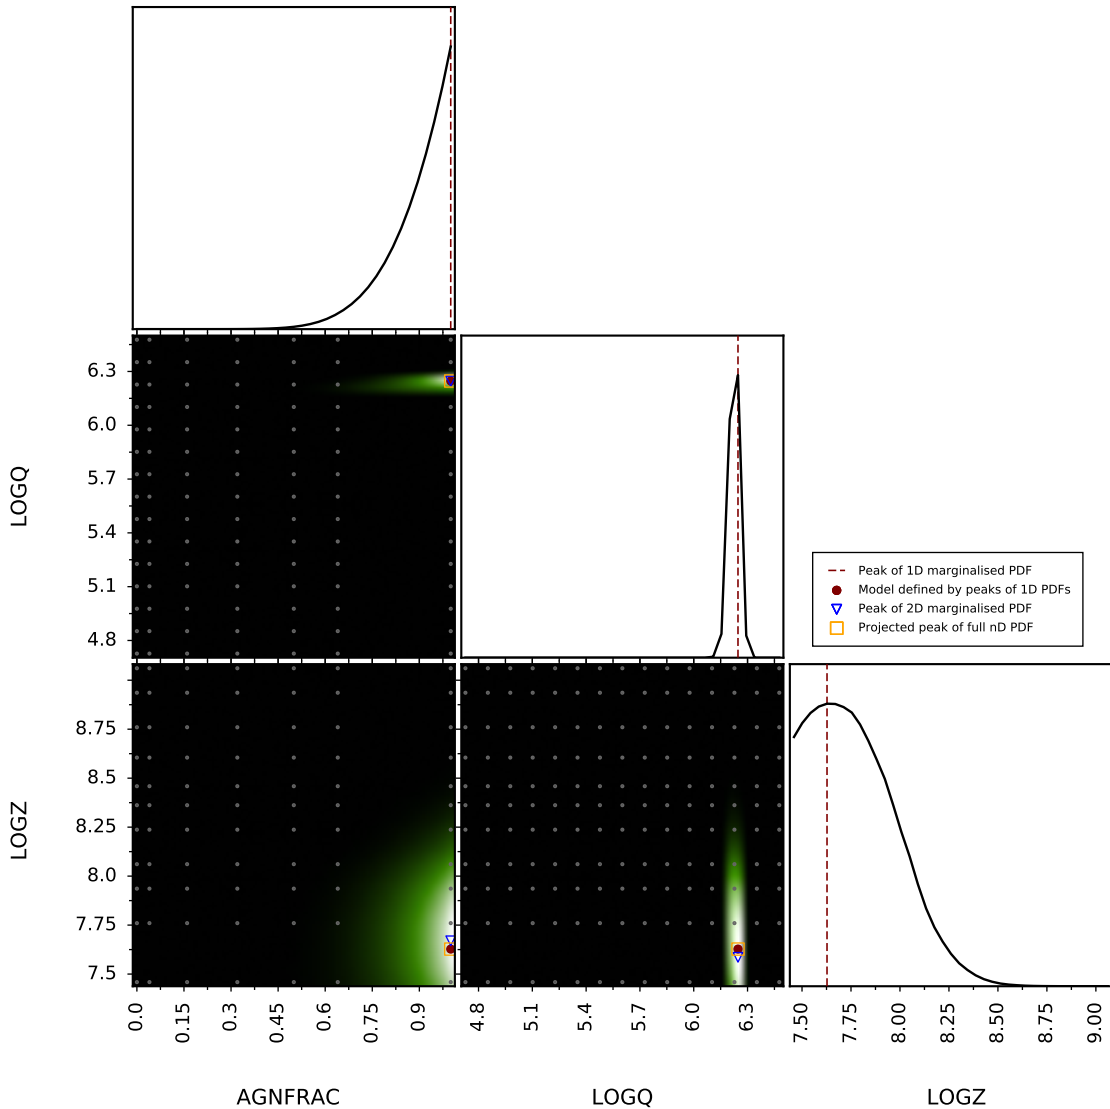 6.3
6.0
5.7
5.4
5.1
4.8
LOGQ
Peak of 1D marginalised PDF
Model defined by peaks of 1D PDFs
Peak of 2D marginalised PDF
Projected peak of full nD PDF
8.75
8.5
8.25
8.0
7.75
7.5
LOGZ
0.0 0.15 0.3 0.45 0.6 0.75 0.9
4.8 5.1 5.4 5.7 6.0 6.3
7.50 7.75 8.00 8.25 8.50 8.75 9.00
AGNFRAC
LOGQ
LOGZ